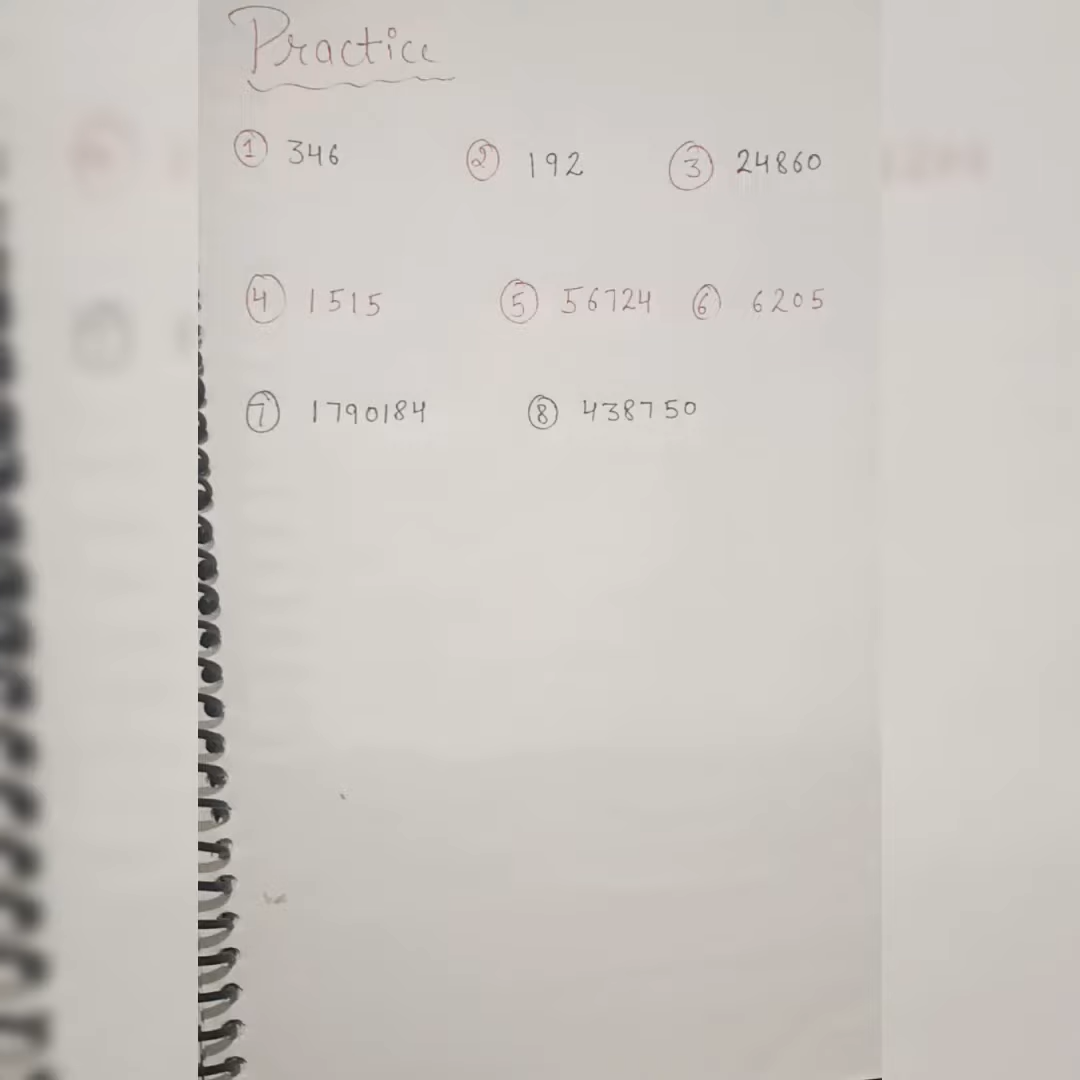 Practice
① 346 ② 192 ③ 24860
④ 1515 ⑤ 56724 ⑥ 6205
⑦ 1790184 ⑧ 438750